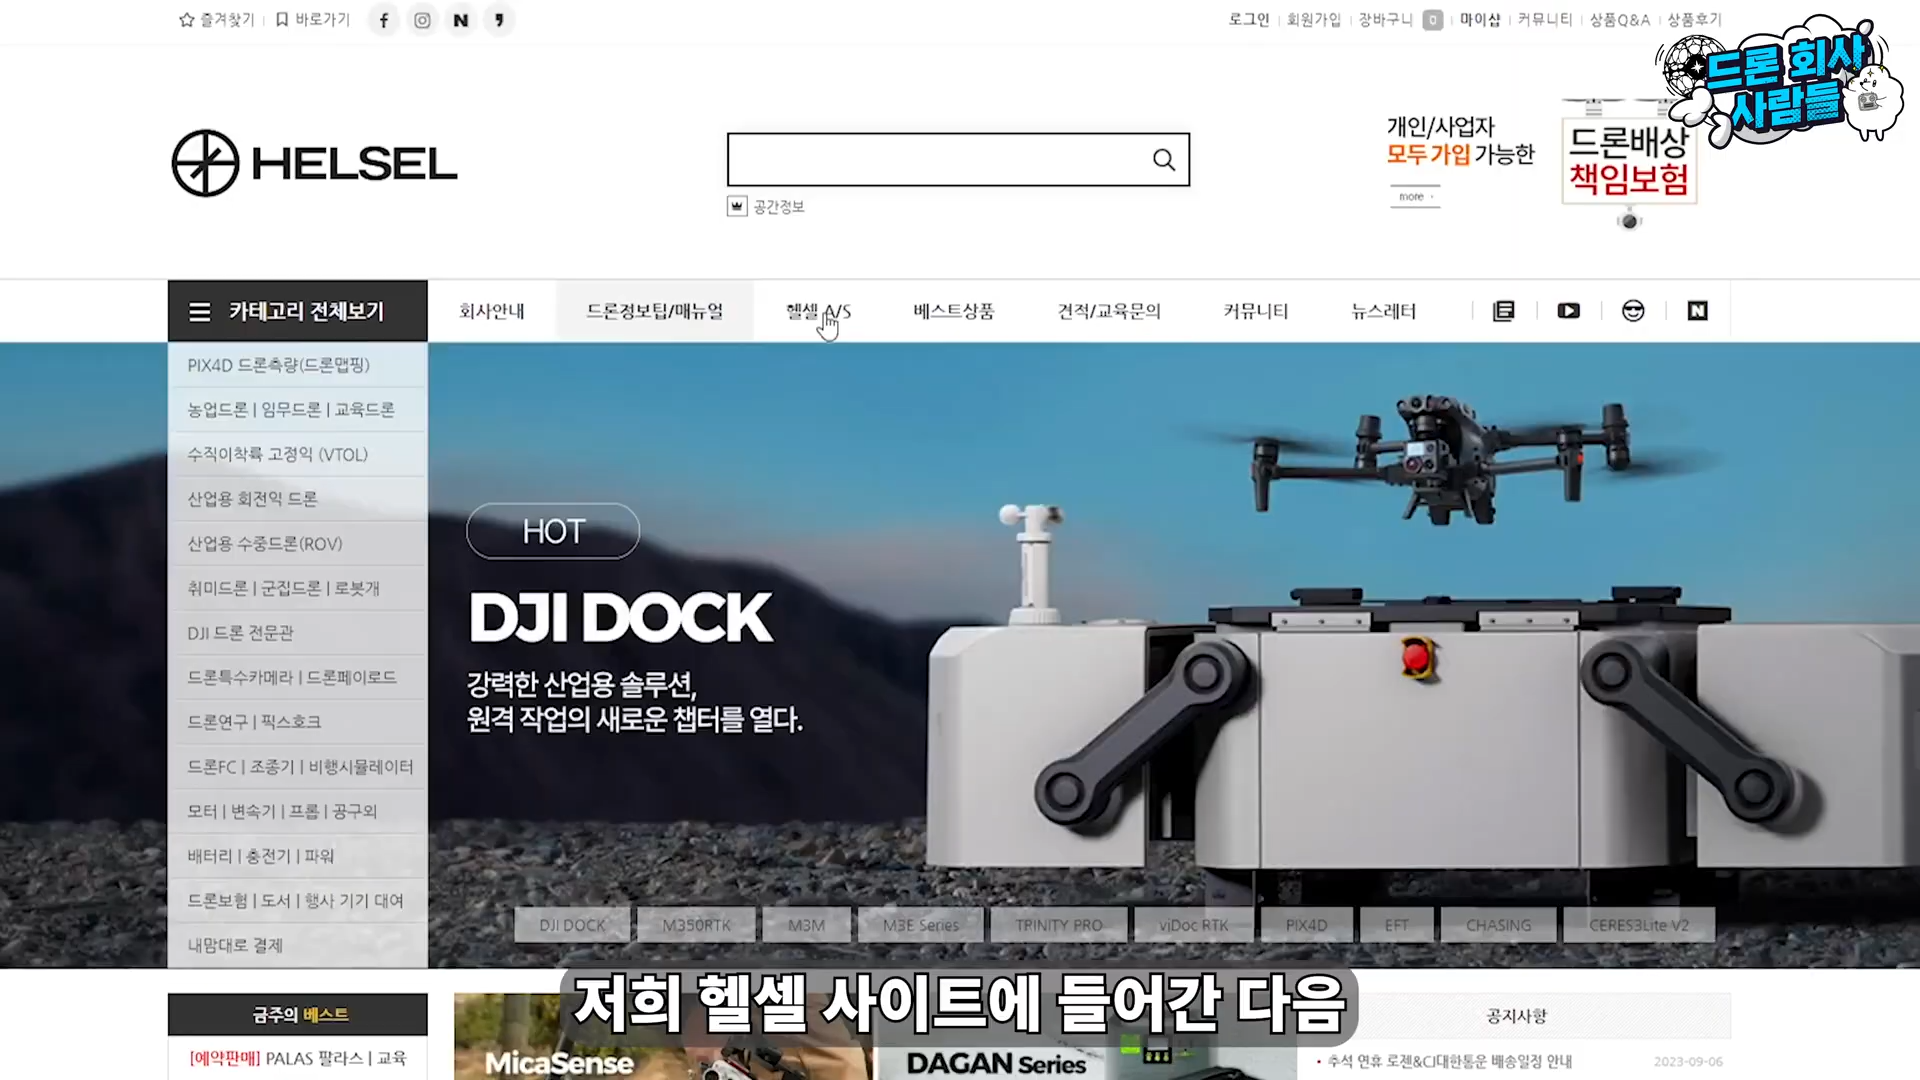 즐겨찾기 | 바로가기
로그인 | 회원가입 | 장바구니 0 | 마이샵 | 커뮤니티 | 상품Q&A | 상품후기
드론 회사
사람들
HELSEL
공간정보
개인/사업자
모두 가입 가능한
more
드론배상
책임보험
카테고리 전체보기
회사안내
드론정보팁/매뉴얼
헬셀 A/S
베스트상품
견적/교육문의
커뮤니티
뉴스레터
PIX4D 드론측량(드론맵핑)
농업드론 | 임무드론 | 교육드론
수직이착륙 고정익 (VTOL)
산업용 회전익 드론
산업용 수중드론(ROV)
취미드론 | 군집드론 | 로봇개
DJI 드론 전문관
드론특수카메라 | 드론페이로드
드론연구 | 픽스호크
드론FC | 조종기 | 비행시뮬레이터
모터 | 변속기 | 프롭 | 공구외
배터리 | 충전기 | 파워
드론보험 | 도서 | 행사 기기 대여
내맘대로 결제
HOT
DJI DOCK
강력한 산업용 솔루션,
원격 작업의 새로운 챕터를 열다.
DJI DOCK
M350RTK
M3M
M3E Series
TRINITY PRO
viDoc RTK
PIX4D
EFT
CHASING
CERES3Lite V2
저희 헬셀 사이트에 들어간 다음
금주의 베스트
[예약판매] PALAS 팔라스 | 교육
MicaSense
DAGAN Series
공지사항
추석 연휴 로젠&CJ대한통운 배송일정 안내
2023-09-06